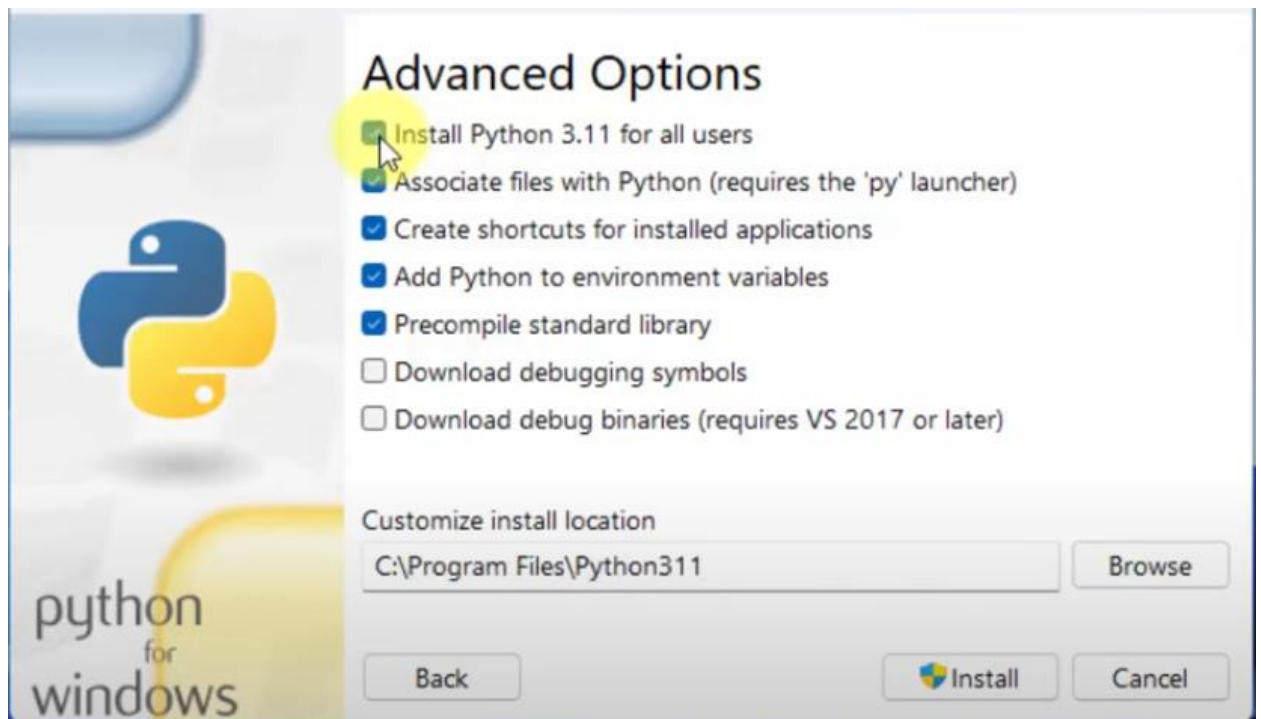 Advanced Options
Install Python 3.11 for all users
Associate files with Python (requires the 'py' launcher)
Create shortcuts for installed applications
Add Python to environment variables
Precompile standard library
Download debugging symbols
Download debug binaries (requires VS 2017 or later)
Customize install location
C:\Program Files\Python311
Browse
python
for
windows
Back
Install
Cancel